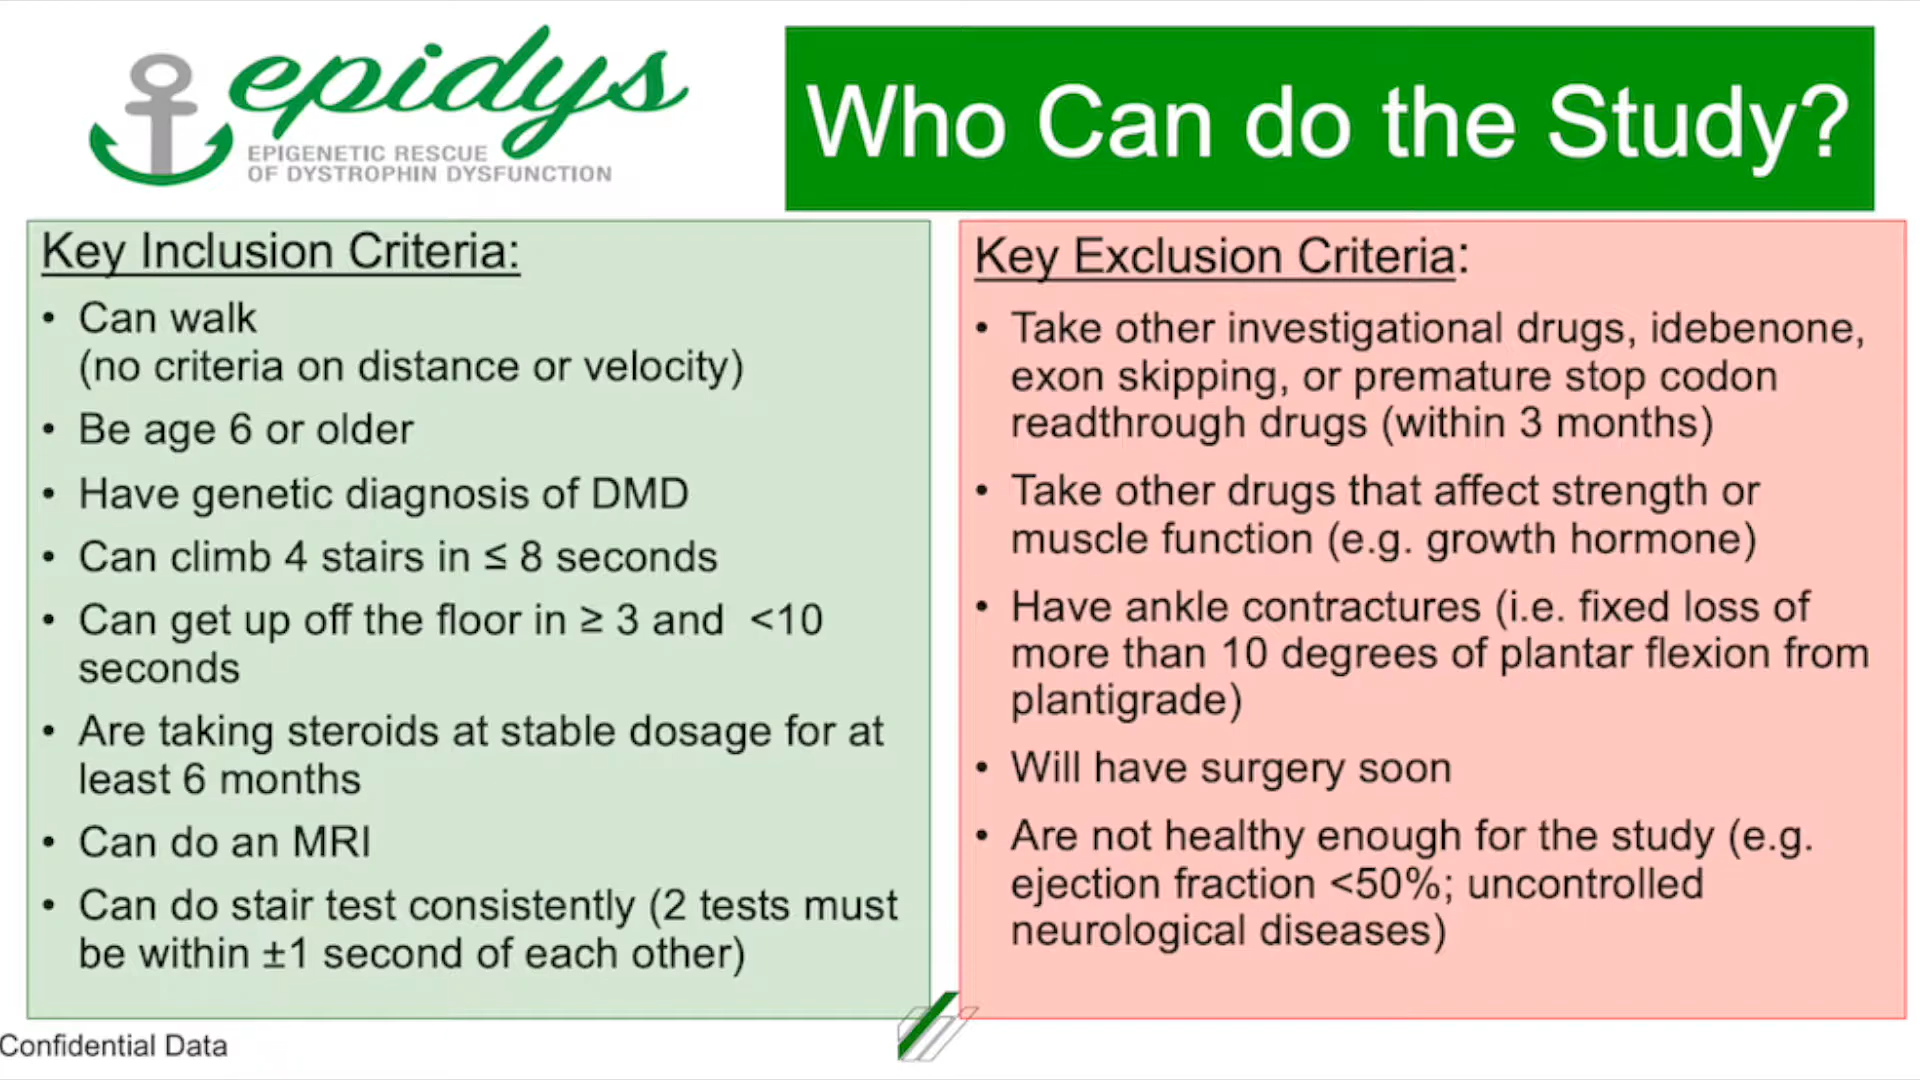 epidys
EPIGENETIC RESCUE
OF DYSTROPHIN DYSFUNCTION
Who Can do the Study?
Key Inclusion Criteria:
• Can walk
(no criteria on distance or velocity)
• Be age 6 or older
• Have genetic diagnosis of DMD
• Can climb 4 stairs in ≤ 8 seconds
• Can get up off the floor in ≥ 3 and <10
seconds
• Are taking steroids at stable dosage for at
least 6 months
• Can do an MRI
• Can do stair test consistently (2 tests must
be within ±1 second of each other)
Key Exclusion Criteria:
• Take other investigational drugs, idebenone,
exon skipping, or premature stop codon
readthrough drugs (within 3 months)
• Take other drugs that affect strength or
muscle function (e.g. growth hormone)
• Have ankle contractures (i.e. fixed loss of
more than 10 degrees of plantar flexion from
plantigrade)
• Will have surgery soon
• Are not healthy enough for the study (e.g.
ejection fraction <50%; uncontrolled
neurological diseases)
Confidential Data